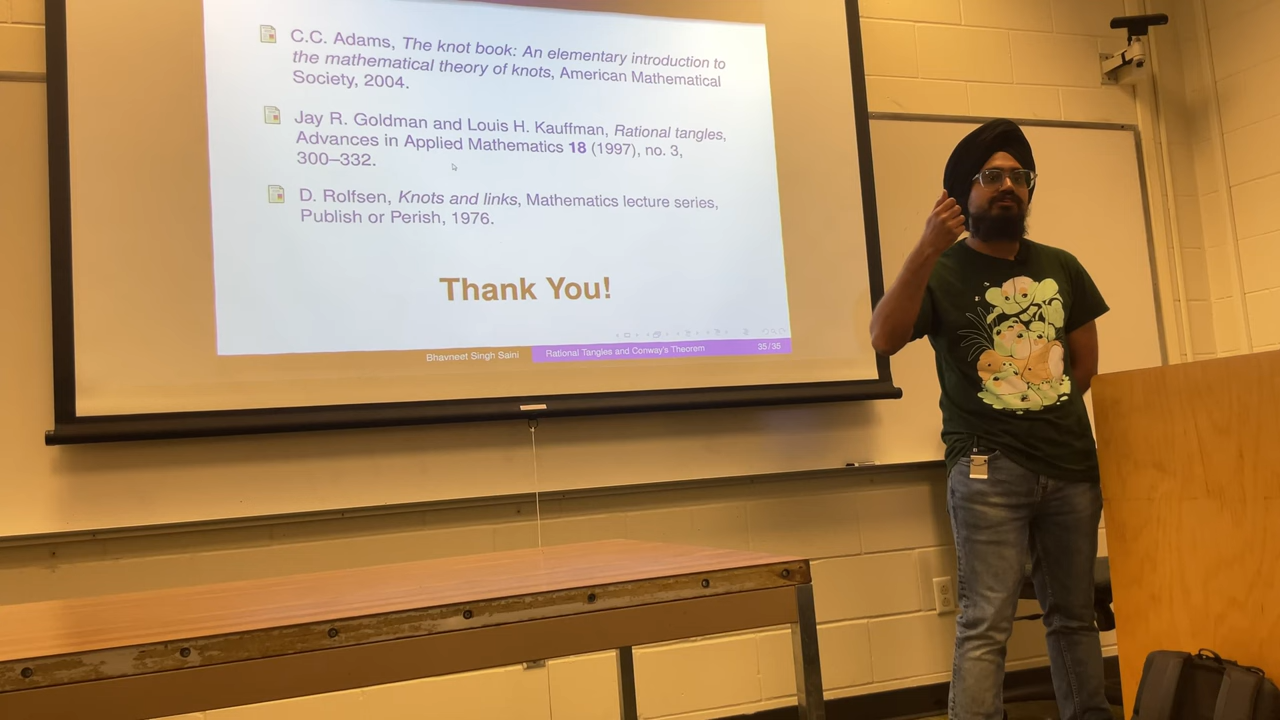 C.C. Adams, The knot book: An elementary introduction to
the mathematical theory of knots, American Mathematical
Society, 2004.
Jay R. Goldman and Louis H. Kauffman, Rational tangles,
Advances in Applied Mathematics 18 (1997), no. 3,
300–332.
D. Rolfsen, Knots and links, Mathematics lecture series,
Publish or Perish, 1976.
Thank You!
Bhavneet Singh Saini
Rational Tangles and Conway's Theorem
35/35